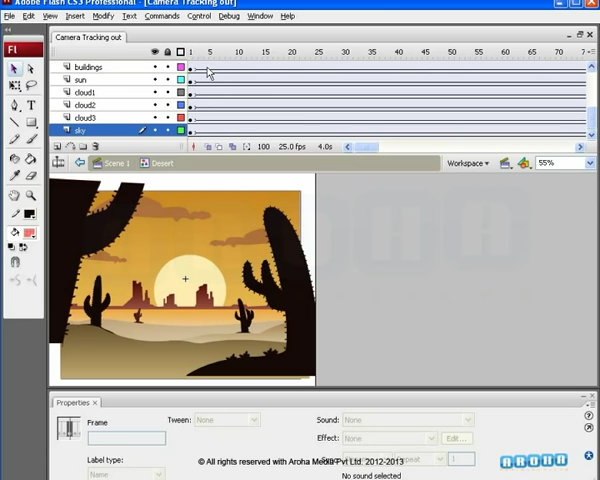 Adobe Flash CS3 Professional - [Camera Tracking out]
File Edit View Insert Modify Text Commands Control Debug Window Help
Camera Tracking out
1 5 10 15 20 25 30 35 40 45 50 55 60 65 70 7
buildings
sun
cloud1
cloud2
cloud3
sky
100 25.0 fps 4.0s
Scene 1 Desert Workspace 55%
Fl
T
AROHA
Properties
Frame
Tween: None
Sound: None
Effect: None Edit...
Repeat 1
Label type:
Name
No sound selected
© All rights reserved with Aroha Media Pvt Ltd. 2012-2013
AROHA